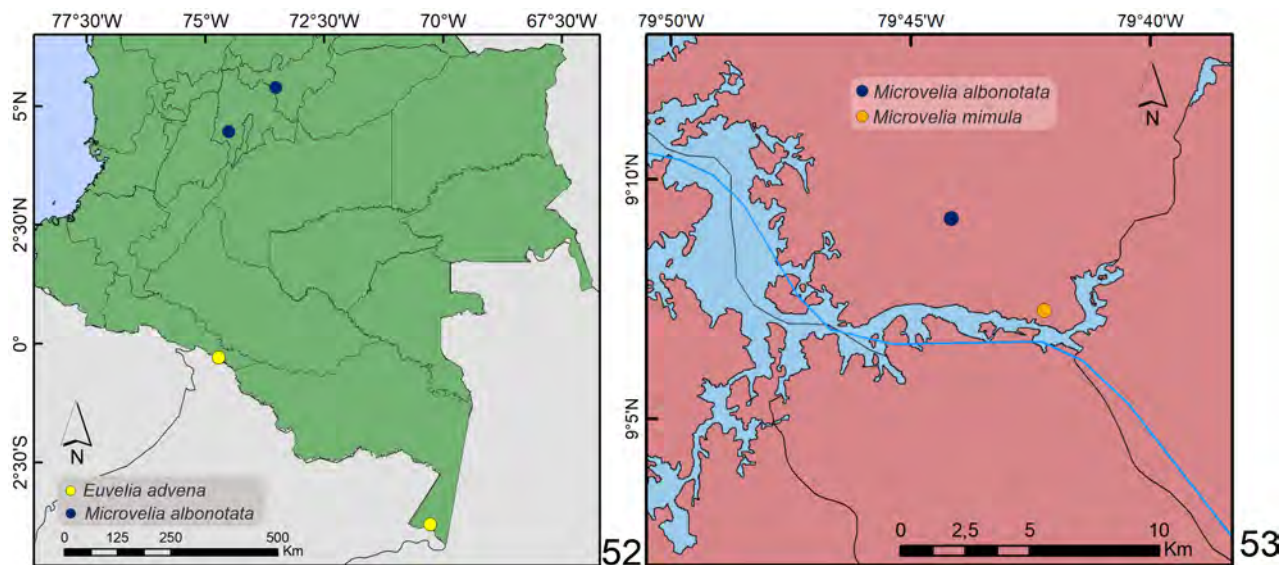 77°30'W 75°W 72°30'W 70°W 67°30'W
5°N
2°30'N
0°
2°30'S
N
Euvelia advena
Microvelia albonotata
0 125 250 500
Km
52
79°50'W 79°45'W 79°40'W
9°10'N
9°5'N
Microvelia albonotata
Microvelia mimula
N
0 2,5 5 10
Km
53